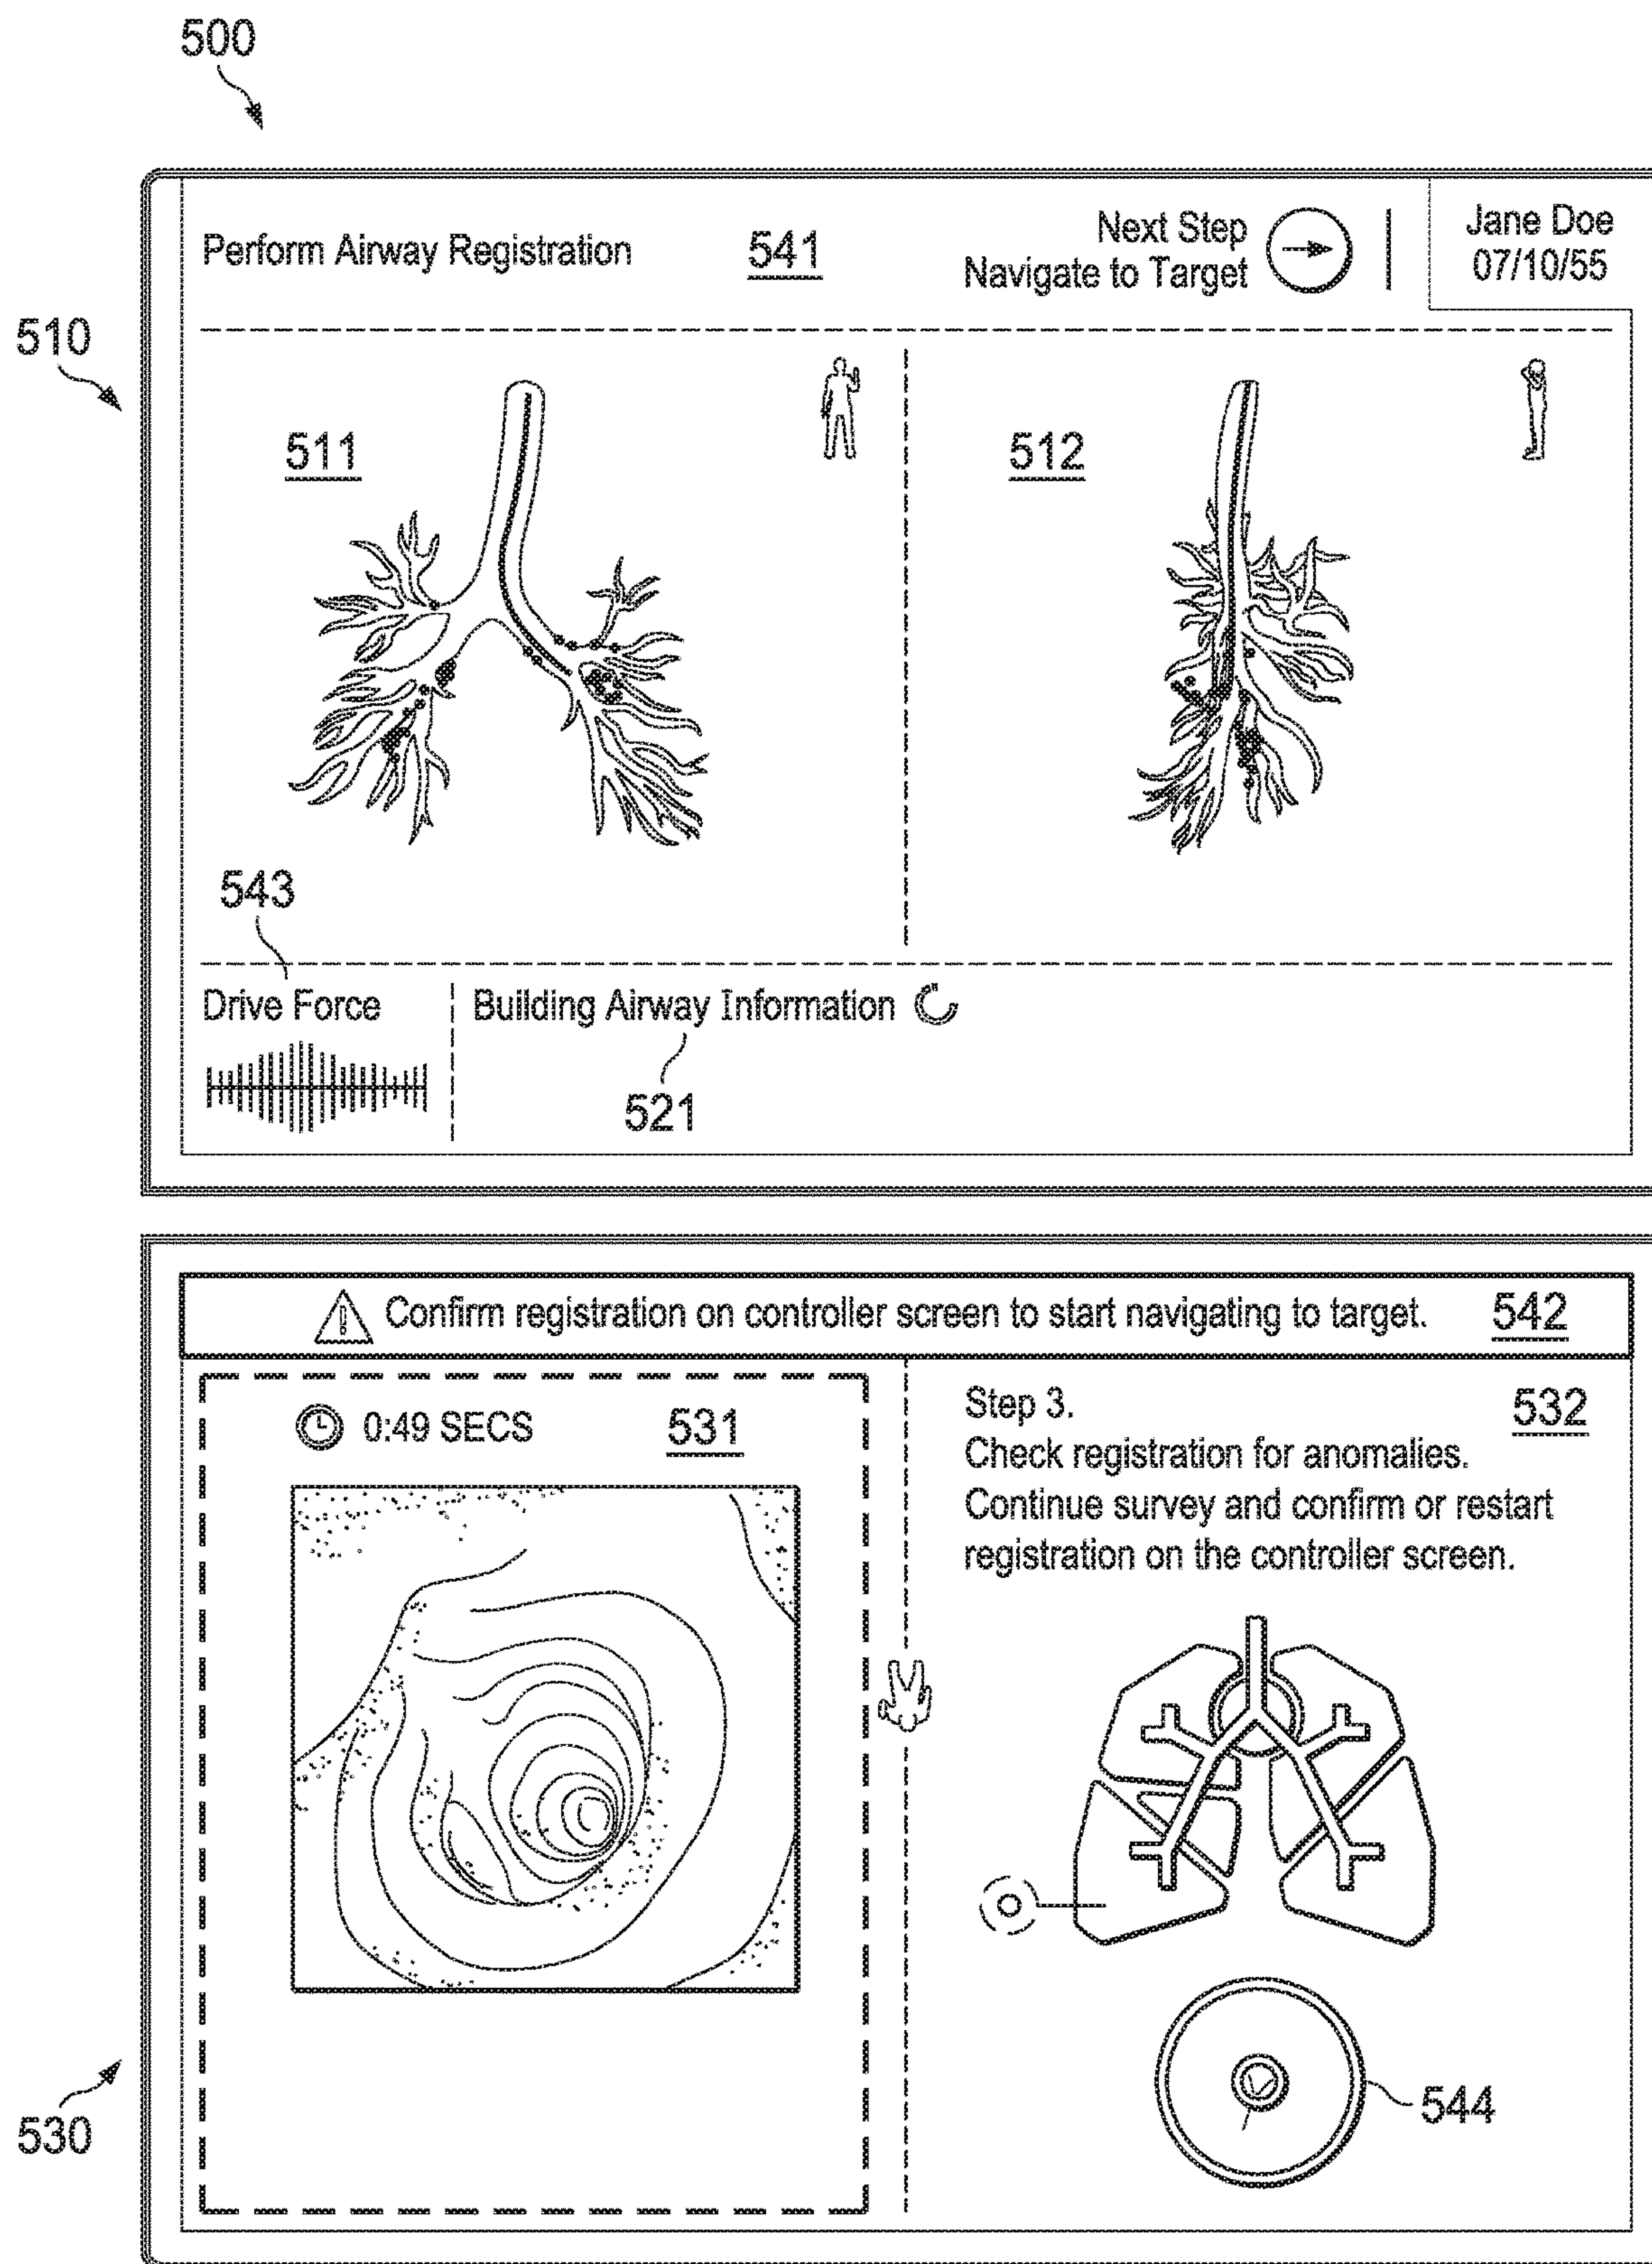 500
Perform Airway Registration
541
Next Step
Navigate to Target
Jane Doe
07/10/55
510
511
512
543
Drive Force
Building Airway Information
521
Confirm registration on controller screen to start navigating to target.
542
0:49 SECS
531
Step 3.
532
Check registration for anomalies.
Continue survey and confirm or restart
registration on the controller screen.
530
544